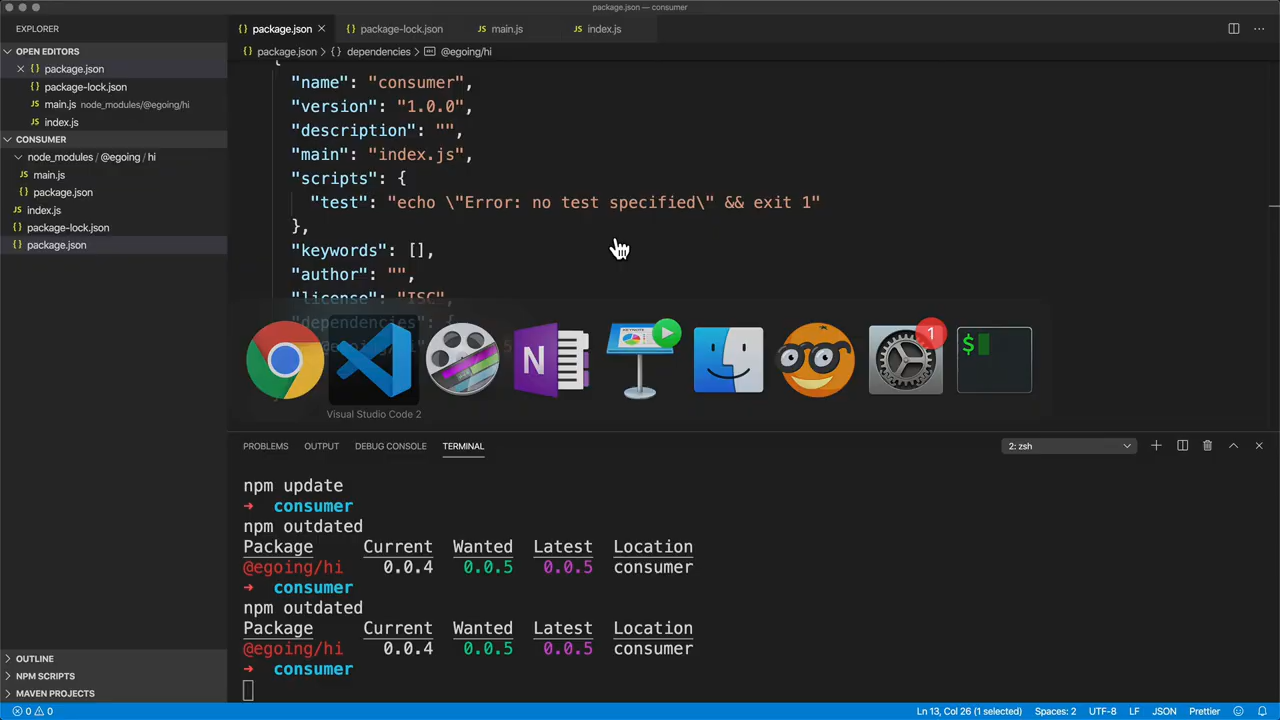 package.json — consumer
EXPLORER
package.json
package-lock.json
main.js
index.js
OPEN EDITORS
package.json > {} dependencies > abc @egoing/hi
package.json
package-lock.json
main.js node_modules/@egoing/hi
index.js
CONSUMER
node_modules / @egoing / hi
main.js
package.json
index.js
package-lock.json
package.json
{
"name": "consumer",
"version": "1.0.0",
"description": "",
"main": "index.js",
"scripts": {
"test": "echo \"Error: no test specified\" && exit 1"
},
"keywords": [],
"author": "",
"license": "ISC",
"dependencies": {
N
KEYNOTE
1
$
Visual Studio Code 2
PROBLEMS
OUTPUT
DEBUG CONSOLE
TERMINAL
2: zsh
npm update
➜ consumer
npm outdated
Package Current Wanted Latest Location
@egoing/hi 0.0.4 0.0.5 0.0.5 consumer
➜ consumer
npm outdated
Package Current Wanted Latest Location
@egoing/hi 0.0.4 0.0.5 0.0.5 consumer
➜ consumer
OUTLINE
NPM SCRIPTS
MAVEN PROJECTS
0 0
Ln 13, Col 26 (1 selected)
Spaces: 2
UTF-8
LF
JSON
Prettier